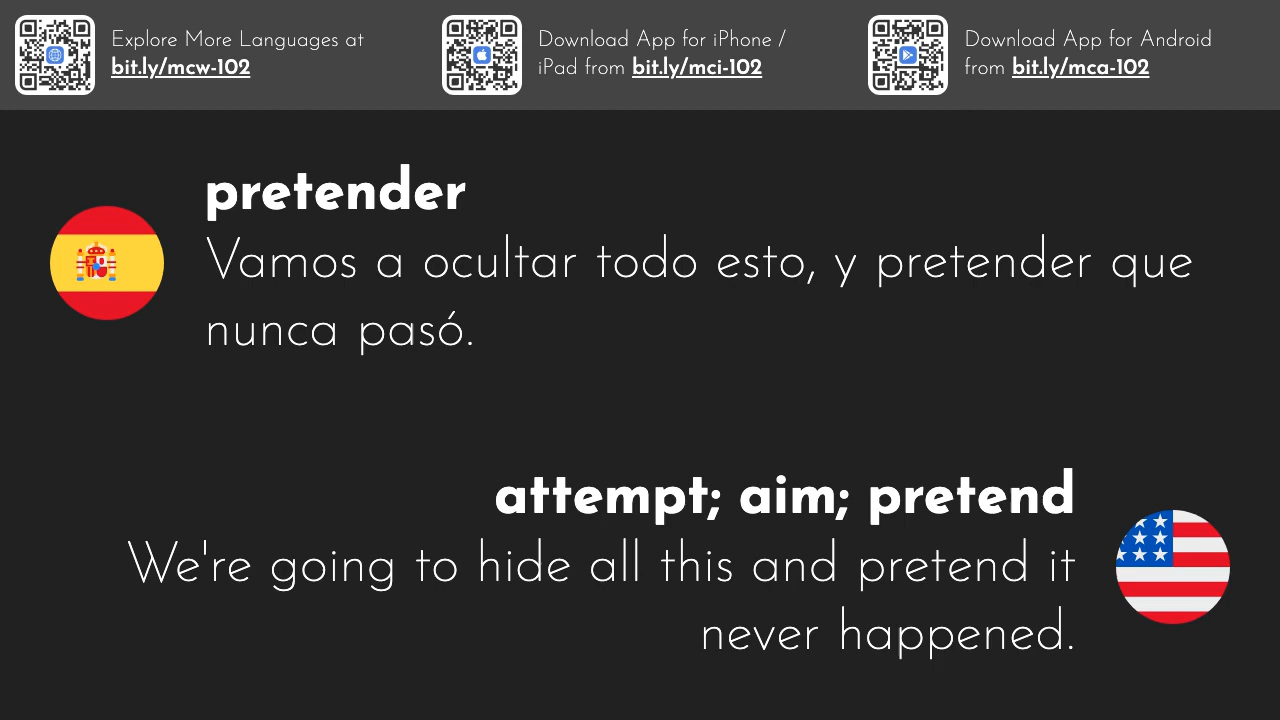 Explore More Languages at
bit.ly/mcw-102
Download App for iPhone /
iPad from bit.ly/mci-102
Download App for Android
from bit.ly/mca-102
pretender
Vamos a ocultar todo esto, y pretender que
nunca pasó.
attempt; aim; pretend
We're going to hide all this and pretend it
never happened.